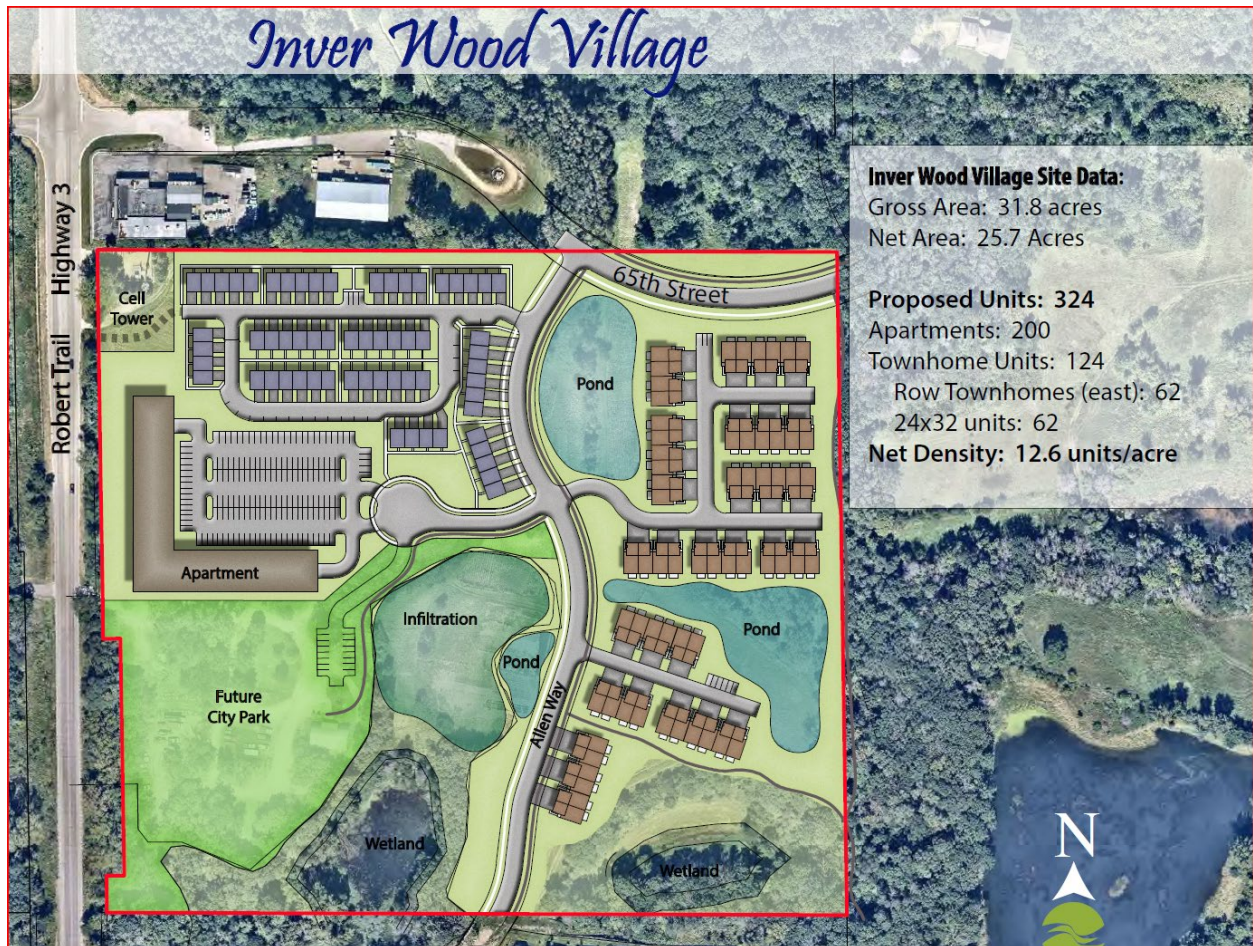 Inver Wood Village
Robert Trail Highway 3
Cell
Tower
65th Street
Inver Wood Village Site Data:
Gross Area: 31.8 acres
Net Area: 25.7 Acres
Proposed Units: 324
Apartments: 200
Townhome Units: 124
Row Townhomes (east): 62
24x32 units: 62
Net Density: 12.6 units/acre
Pond
Apartment
Infiltration
Pond
Pond
Future
City Park
Allen Way
Wetland
Wetland
N